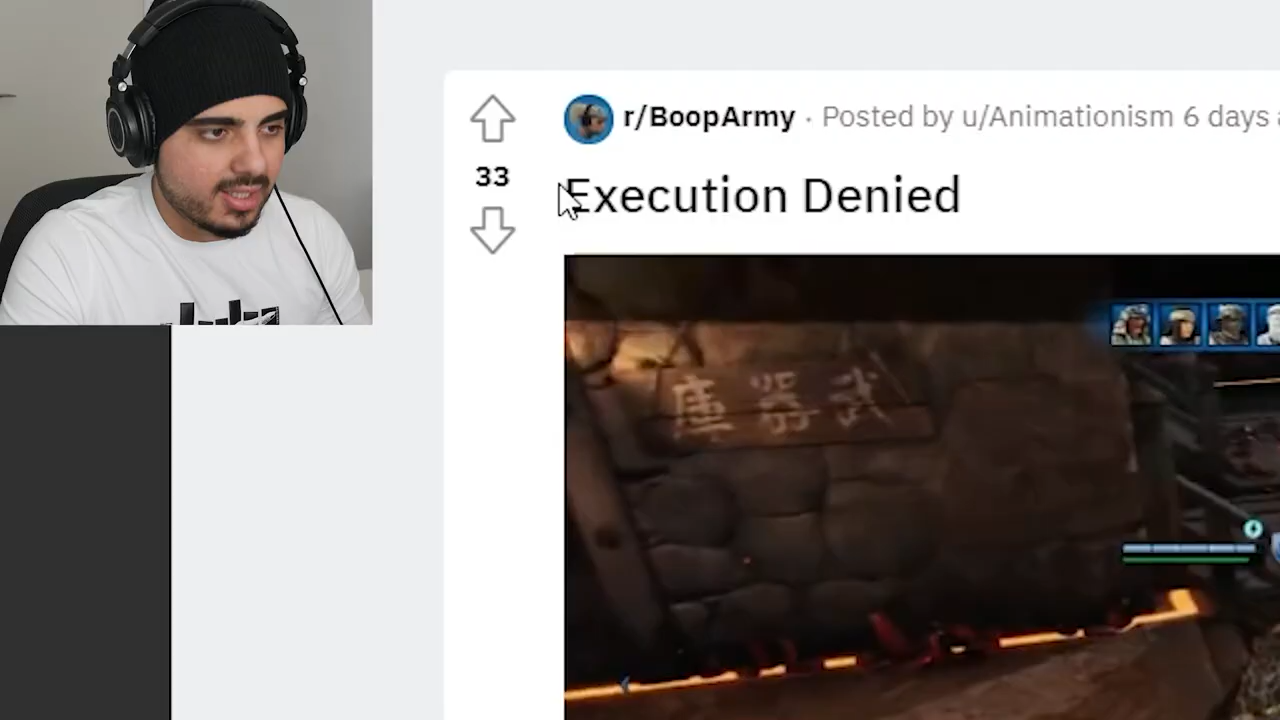 r/BoopArmy · Posted by u/Animationism 6 days
33
Execution Denied
庫器武